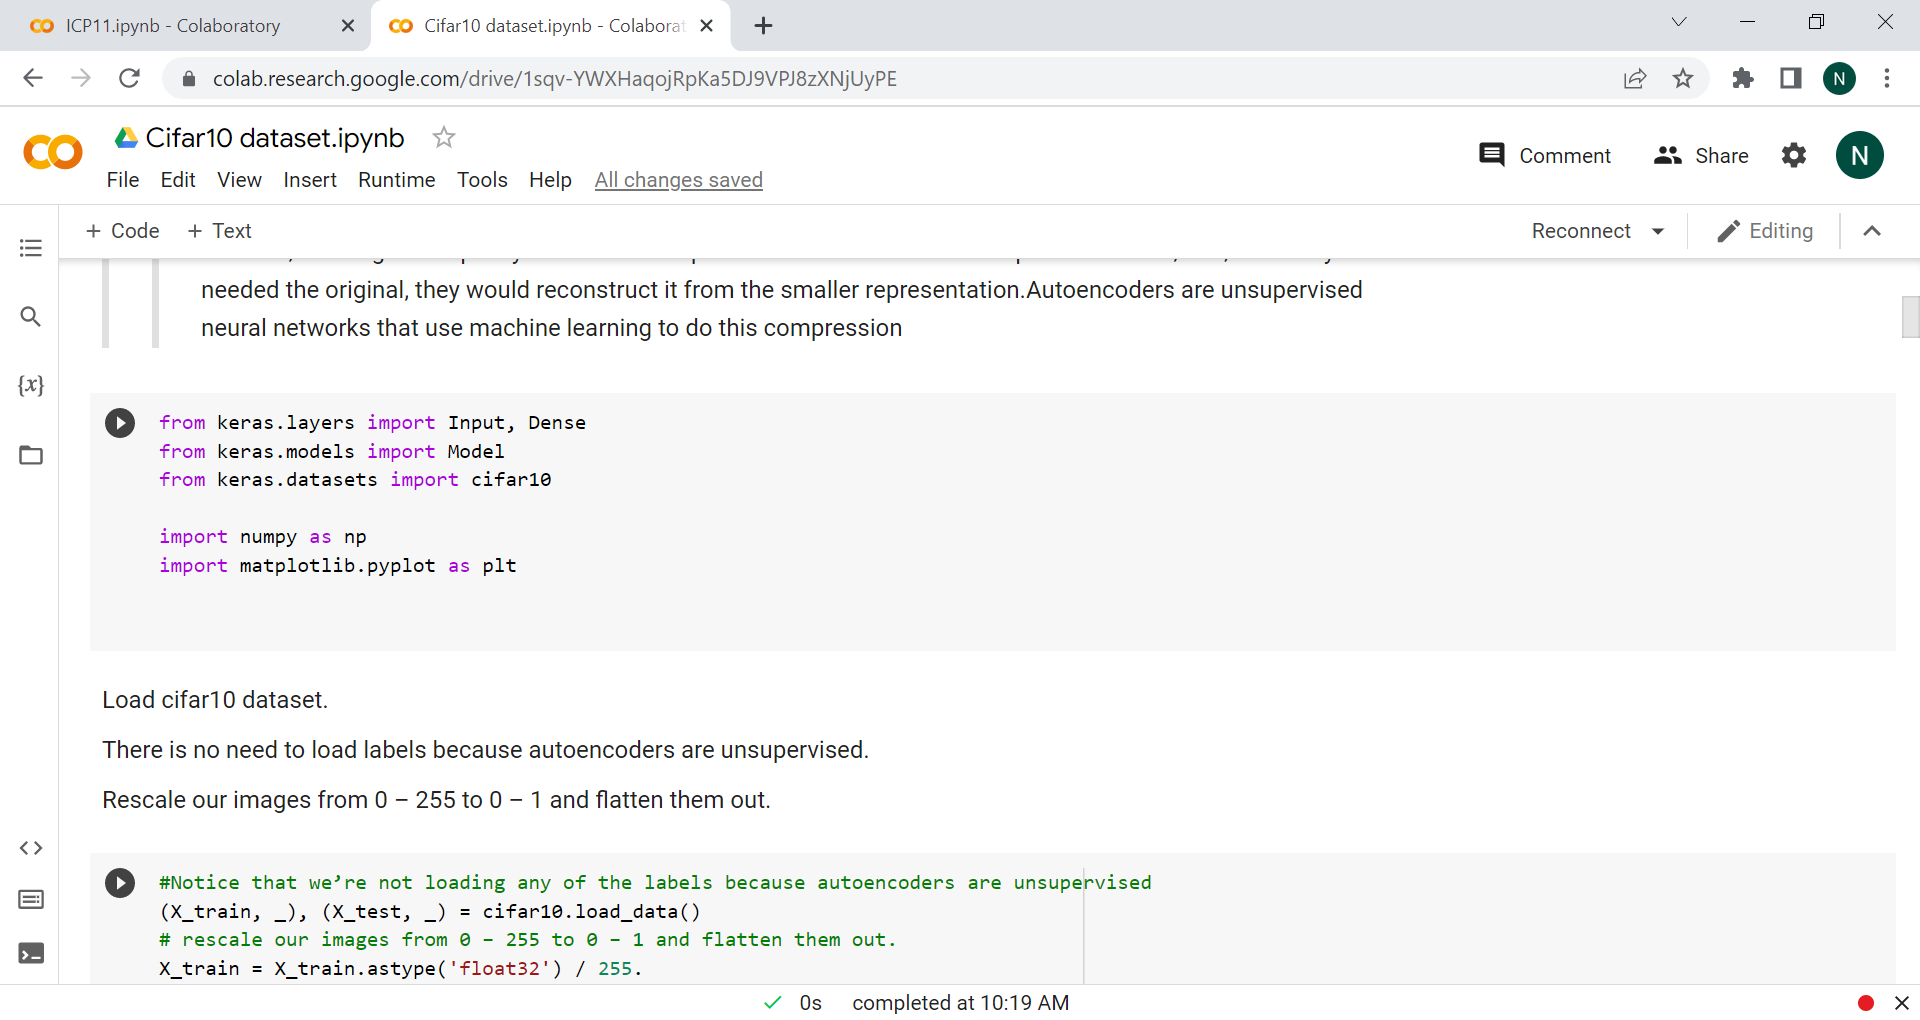 ICP11.ipynb - Colaboratory
Cifar10 dataset.ipynb - Colaborat
colab.research.google.com/drive/1sqv-YWXHaqojRpKa5DJ9VPJ8zXNjUyPE
N
Cifar10 dataset.ipynb
Comment
Share
N
File Edit View Insert Runtime Tools Help All changes saved
+ Code + Text
Reconnect
Editing
needed the original, they would reconstruct it from the smaller representation.Autoencoders are unsupervised
neural networks that use machine learning to do this compression
{x}
from keras.layers import Input, Dense
from keras.models import Model
from keras.datasets import cifar10
import numpy as np
import matplotlib.pyplot as plt
Load cifar10 dataset.
There is no need to load labels because autoencoders are unsupervised.
Rescale our images from 0 – 255 to 0 – 1 and flatten them out.
#Notice that we’re not loading any of the labels because autoencoders are unsupervised
(X_train, _), (X_test, _) = cifar10.load_data()
# rescale our images from 0 – 255 to 0 – 1 and flatten them out.
X_train = X_train.astype('float32') / 255.
0s completed at 10:19 AM